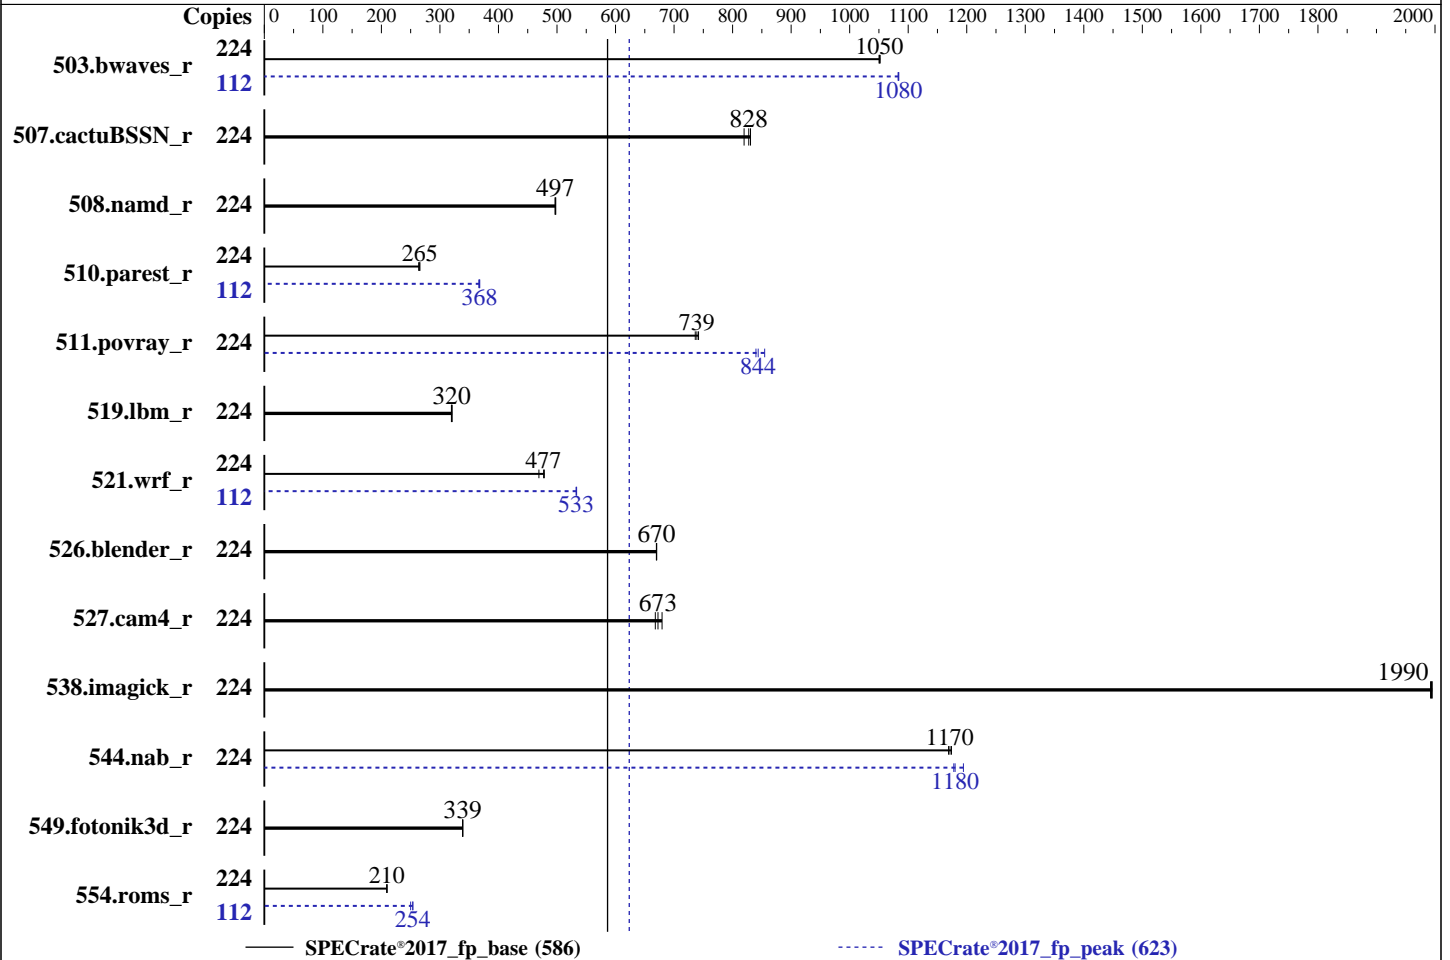 Copies 0 100 200 300 400 500 600 700 800 900 1000 1100 1200 1300 1400 1500 1600 1700 1800 2000
503.bwaves_r 224 1050
112 1080
507.cactuBSSN_r 224 828
508.namd_r 224 497
510.parest_r 224 265
112 368
511.povray_r 224 739
844
519.lbm_r 224 320
521.wrf_r 224 477
112 533
526.blender_r 224 670
527.cam4_r 224 673
538.imagick_r 224 1990
544.nab_r 224 1170
1180
549.fotonik3d_r 224 339
554.roms_r 224 210
112 254
SPECrate®2017_fp_base (586) SPECrate®2017_fp_peak (623)